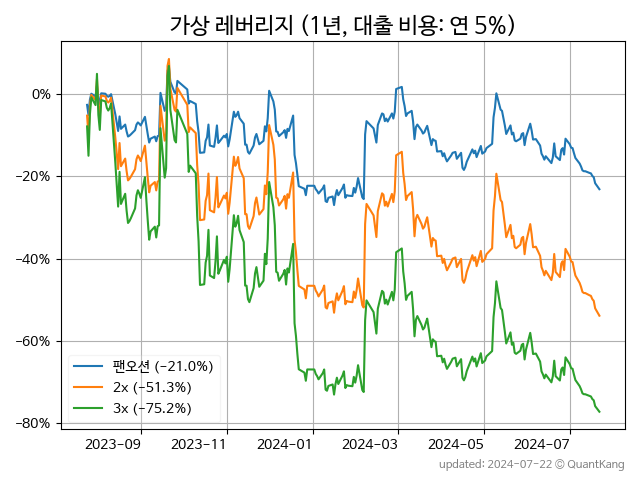 가상 레버리지 (1년, 대출 비용: 연 5%)
0%
−20%
−40%
−60%
−80%
팬오션 (−21.0%)
2x (−51.3%)
3x (−75.2%)
2023-09 2023-11 2024-01 2024-03 2024-05 2024-07
updated: 2024-07-22 © QuantKang